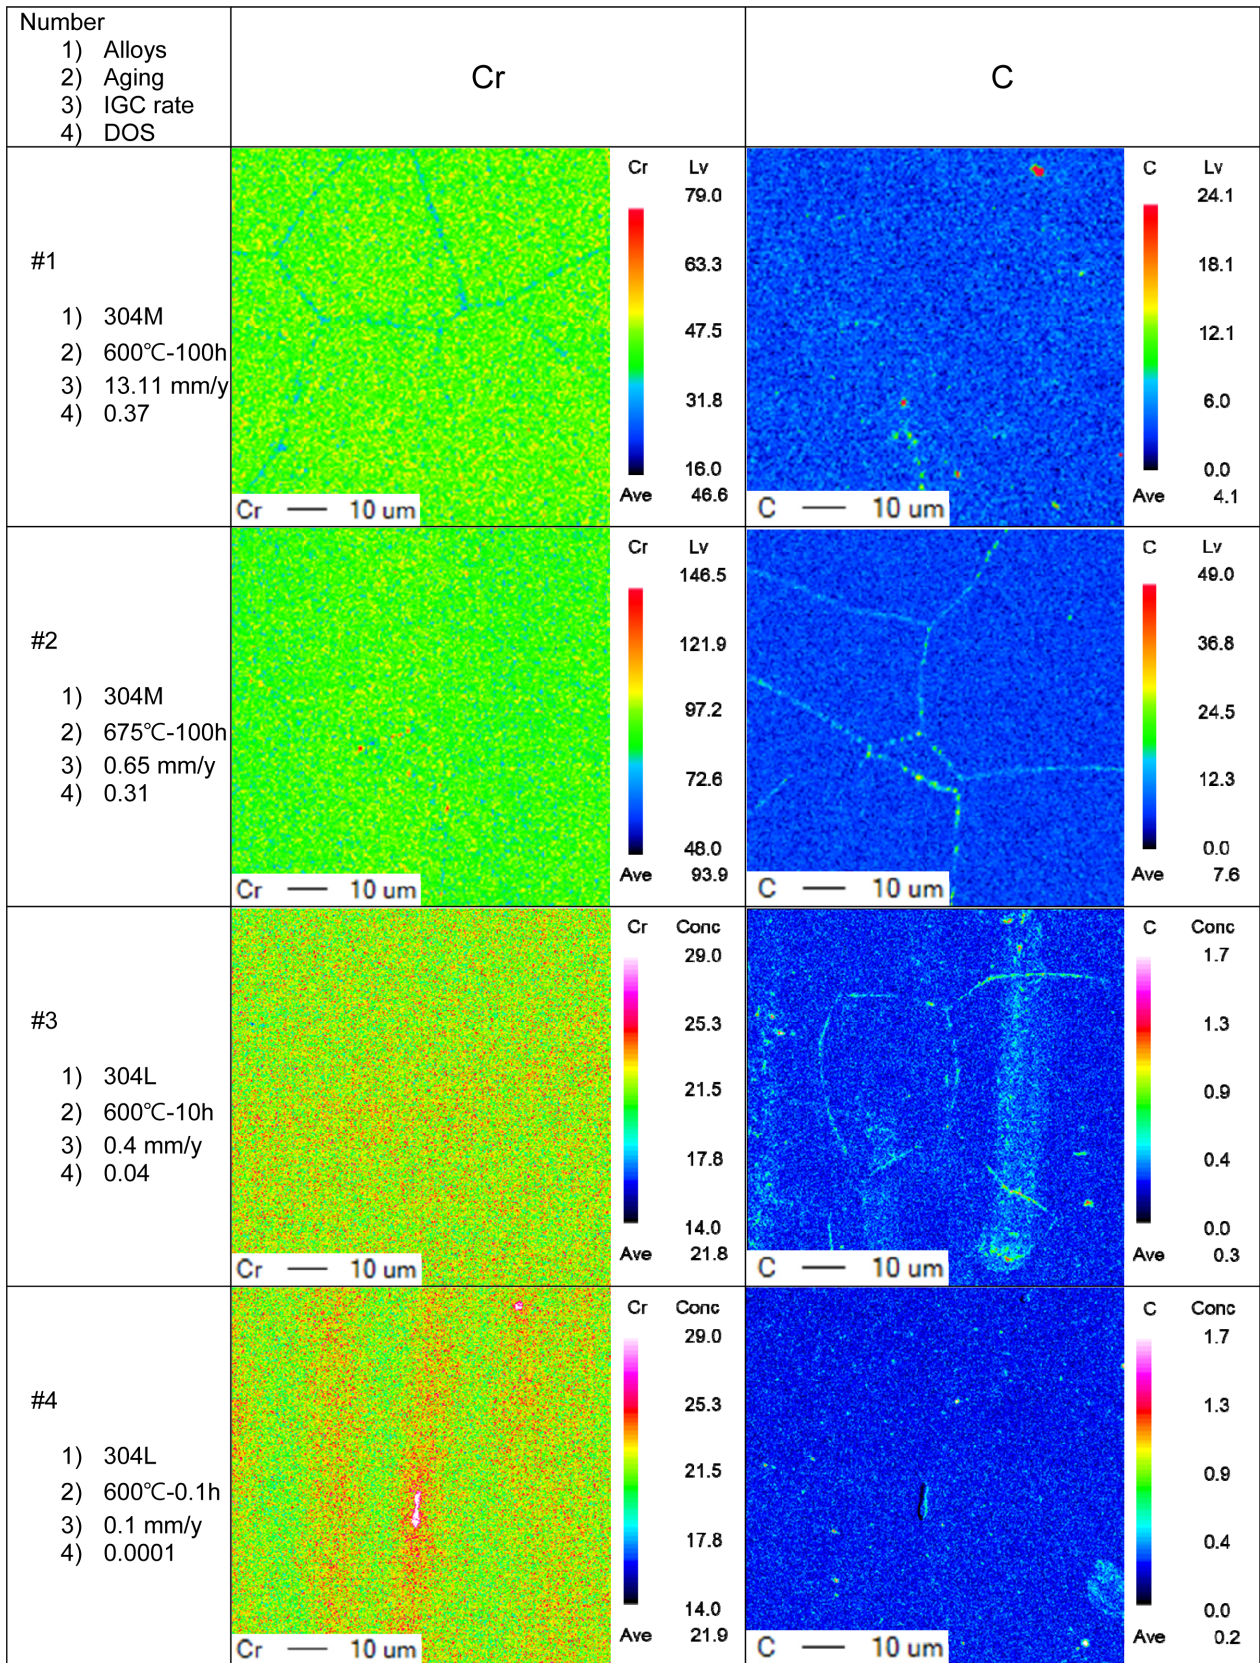 Number
1) Alloys
2) Aging
3) IGC rate
4) DOS
Cr
C
#1
1) 304M
2) 600℃-100h
3) 13.11 mm/y
4) 0.37
Cr Lv
79.0
63.3
47.5
31.8
16.0
Ave 46.6
Cr 10 um
C Lv
24.1
18.1
12.1
6.0
0.0
Ave 4.1
C 10 um
#2
1) 304M
2) 675℃-100h
3) 0.65 mm/y
4) 0.31
Cr Lv
146.5
121.9
97.2
72.6
48.0
Ave 93.9
Cr 10 um
C Lv
49.0
36.8
24.5
12.3
0.0
Ave 7.6
C 10 um
#3
1) 304L
2) 600℃-10h
3) 0.4 mm/y
4) 0.04
Cr Conc
29.0
25.3
21.5
17.8
14.0
Ave 21.8
Cr 10 um
C Conc
1.7
1.3
0.9
0.4
0.0
Ave 0.3
C 10 um
#4
1) 304L
2) 600℃-0.1h
3) 0.1 mm/y
4) 0.0001
Cr Conc
29.0
25.3
21.5
17.8
14.0
Ave 21.9
Cr 10 um
C Conc
1.7
1.3
0.9
0.4
0.0
Ave 0.2
C 10 um